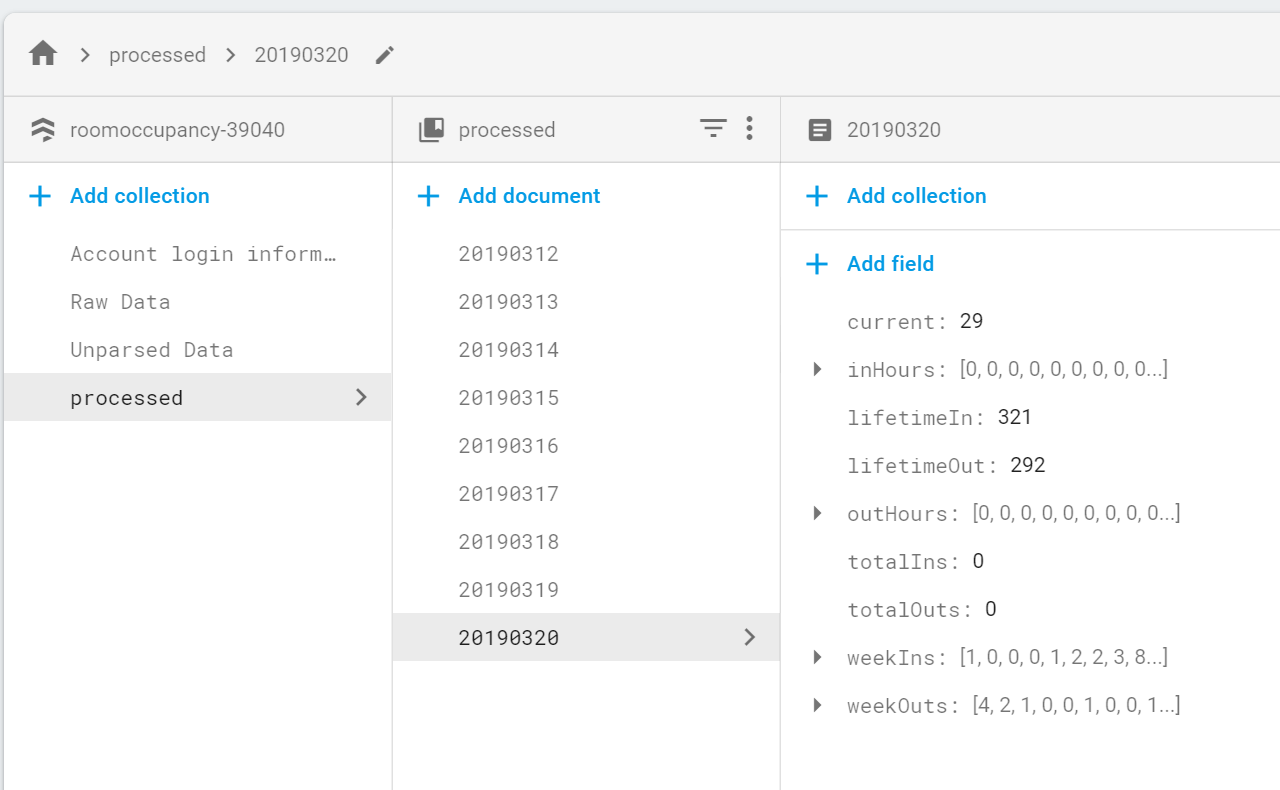 processed 20190320
roomoccupancy-39040
Add collection
Account login inform…
Raw Data
Unparsed Data
processed
processed
Add document
20190312
20190313
20190314
20190315
20190316
20190317
20190318
20190319
20190320
20190320
Add collection
Add field
current: 29
inHours: [0, 0, 0, 0, 0, 0, 0, 0, 0...]
lifetimeIn: 321
lifetimeOut: 292
outHours: [0, 0, 0, 0, 0, 0, 0, 0, 0...]
totalIns: 0
totalOuts: 0
weekIns: [1, 0, 0, 0, 1, 2, 2, 3, 8...]
weekOuts: [4, 2, 1, 0, 0, 1, 0, 0, 1...]